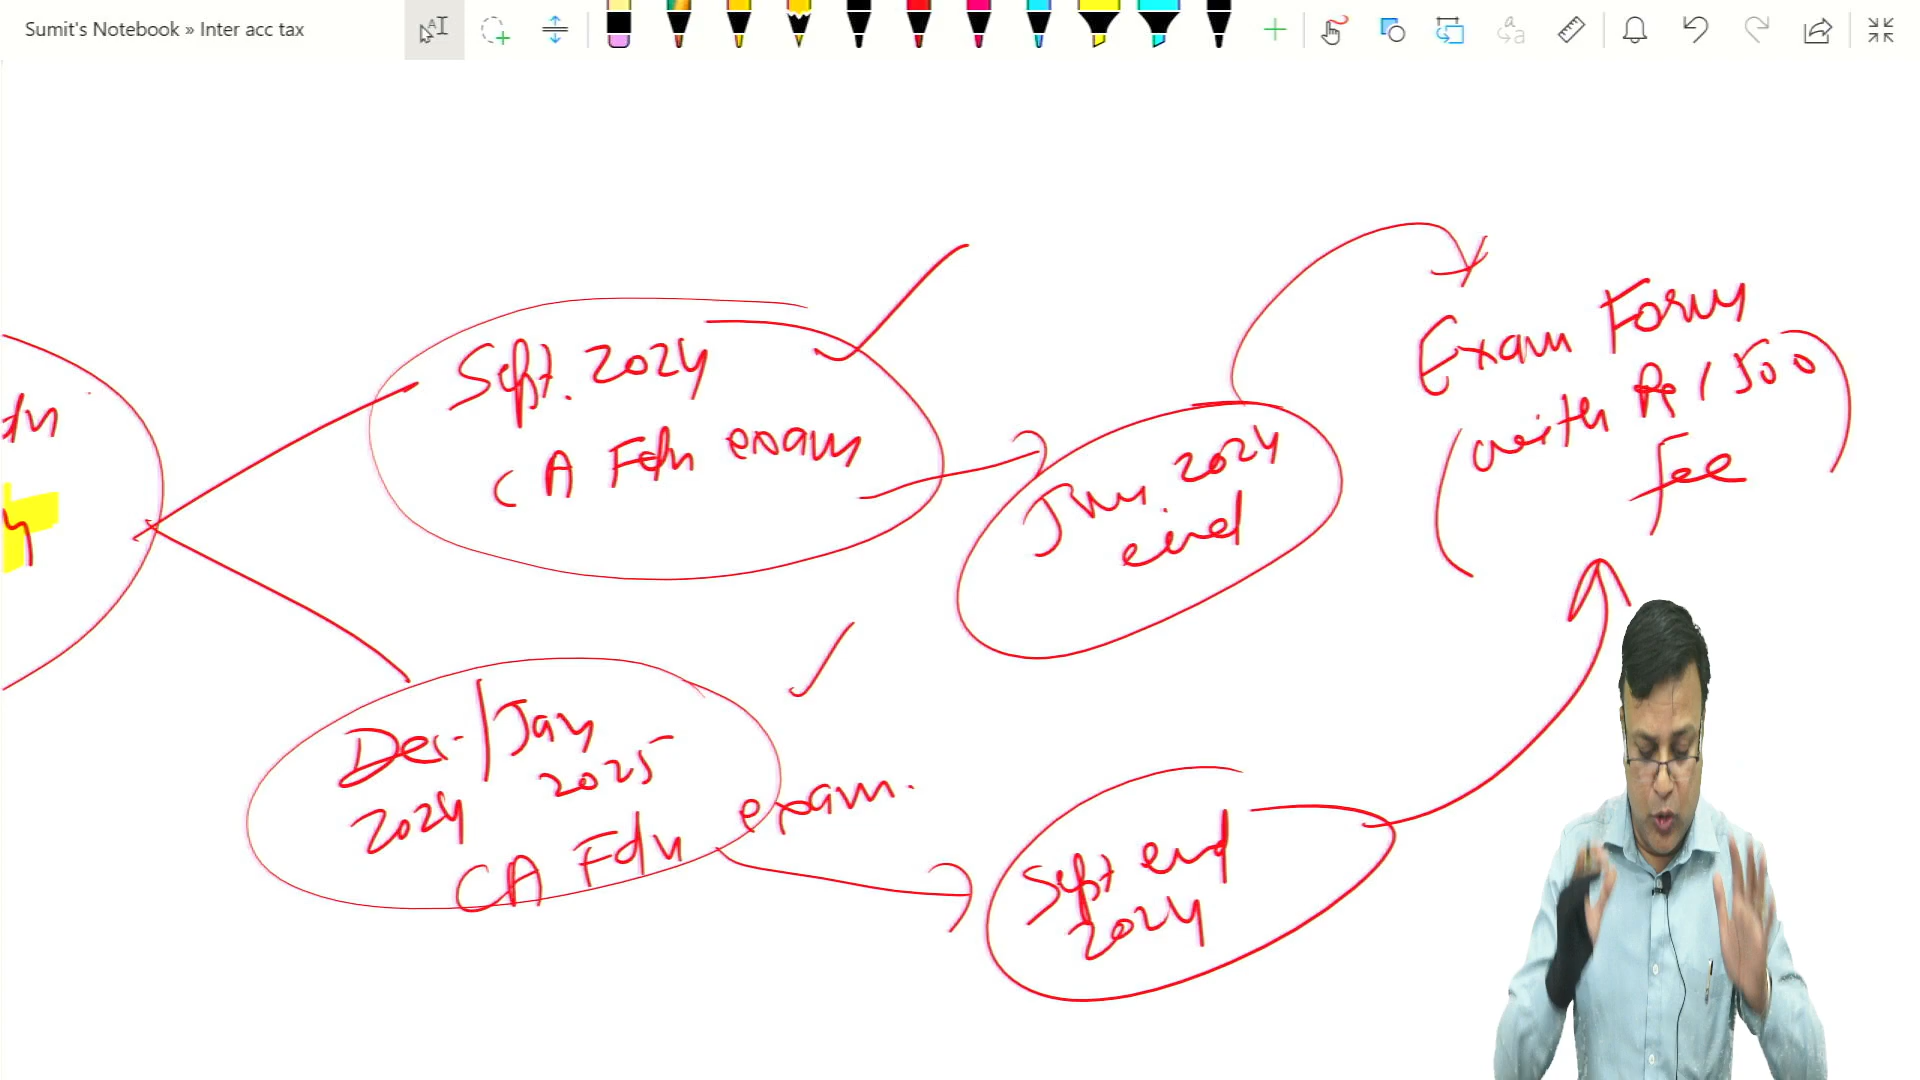 Sumit's Notebook » Inter acc tax
Sept. 2024
CA Fdn exam
June 2024
end
Exam Form
(with Rs 1500)
Fee
Dec / Jan
2024 2025
CA Fdn exam.
Sept end
2024